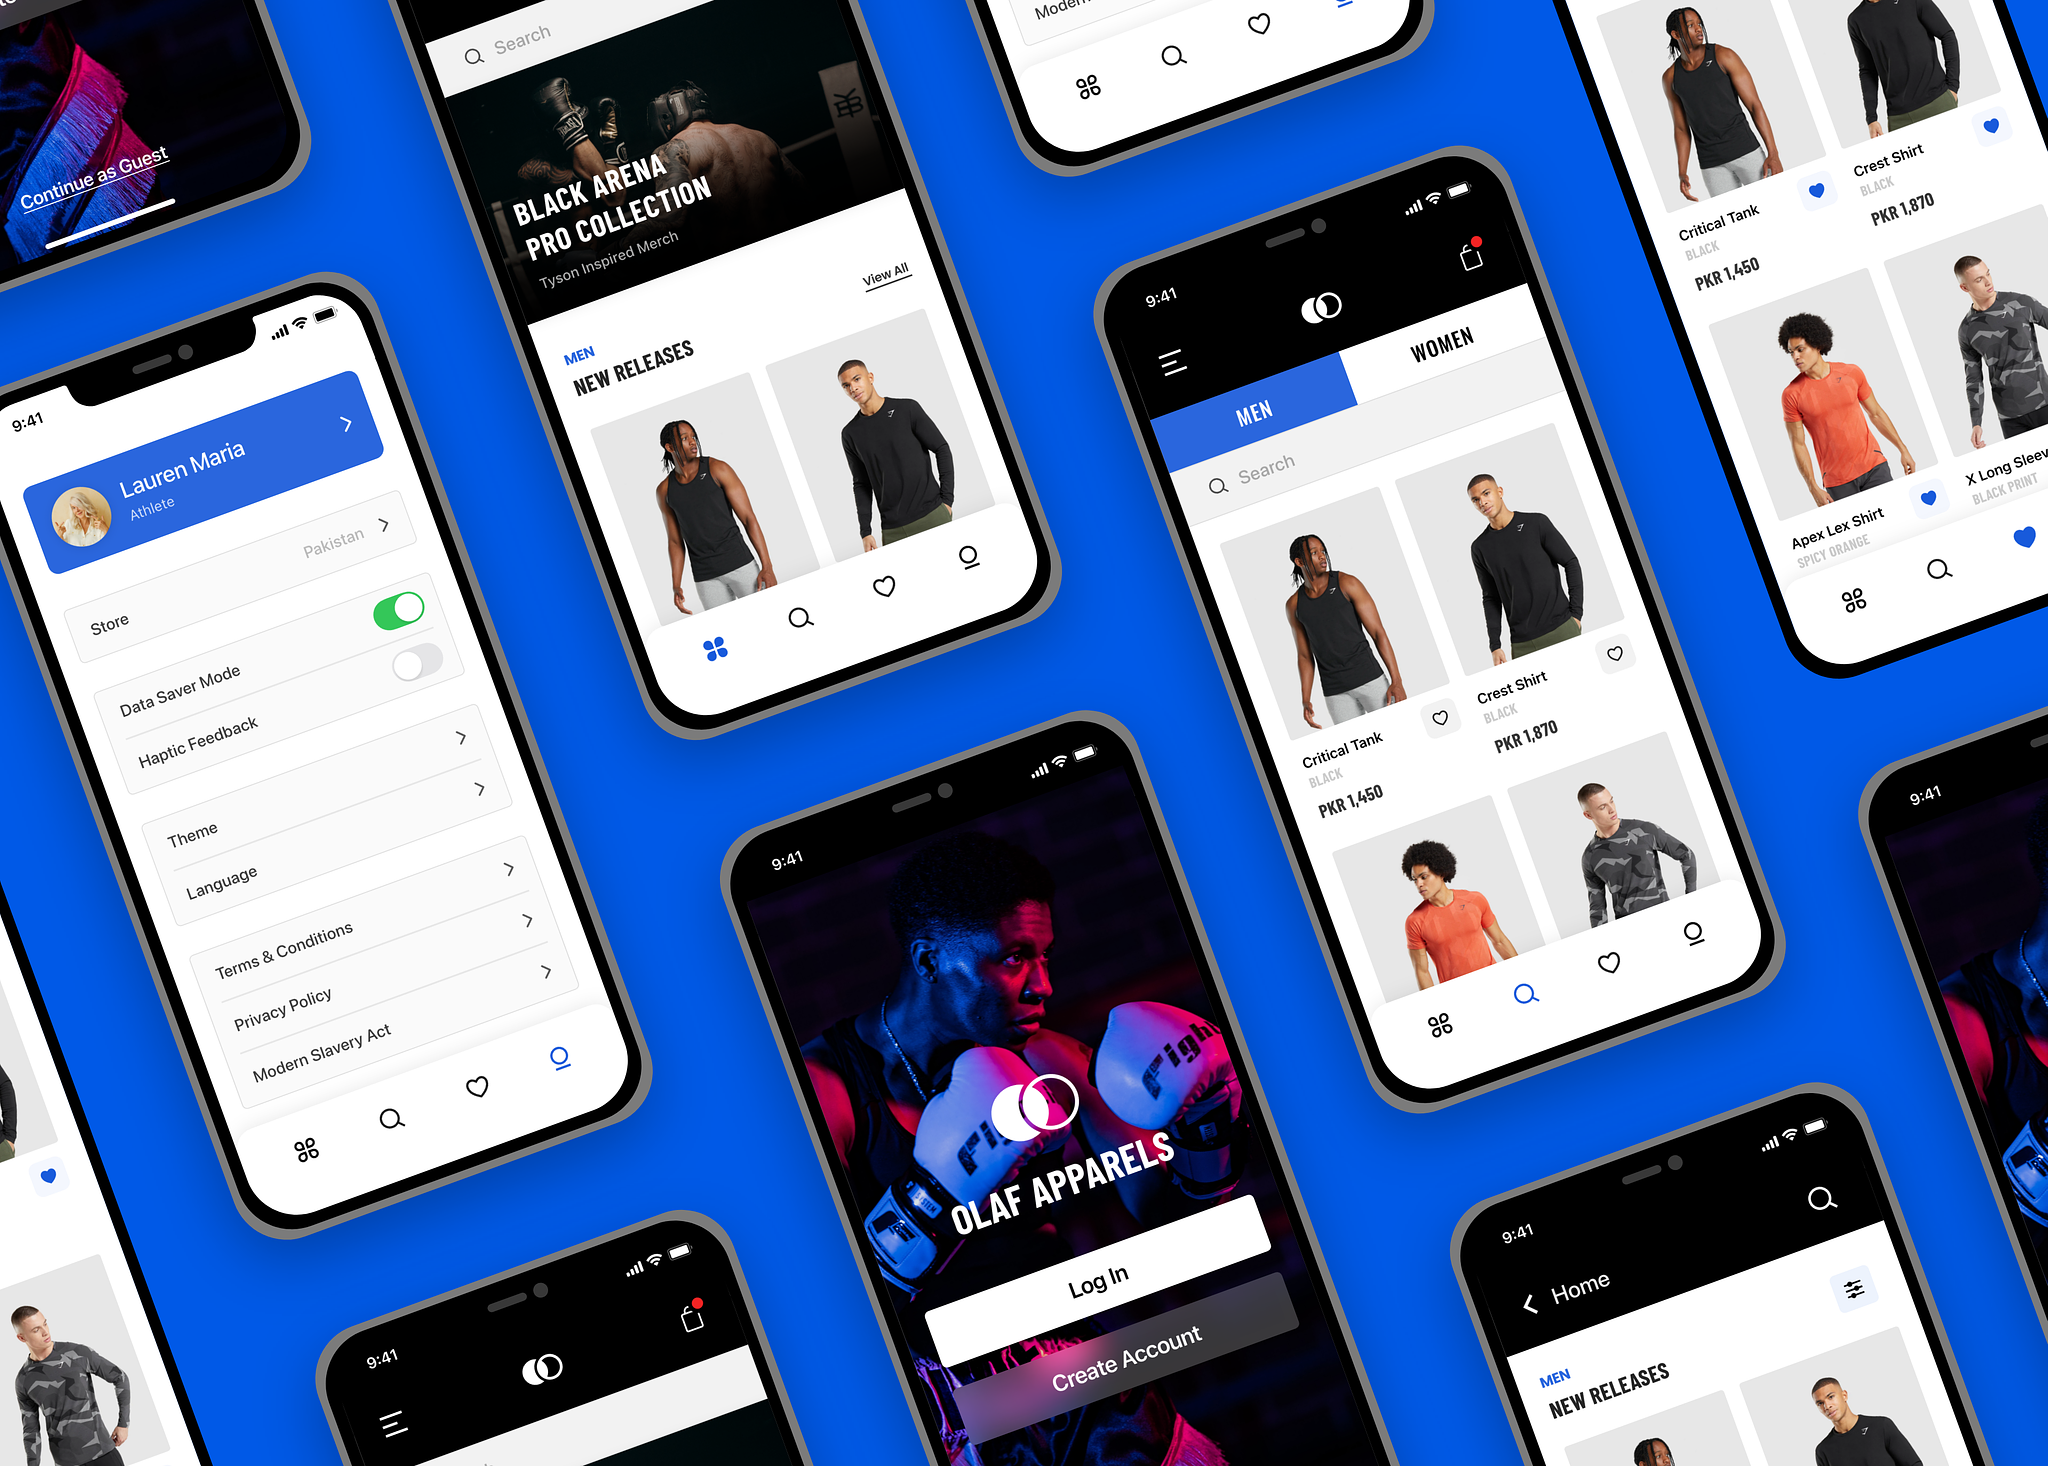 Continue as Guest
9:41
Lauren Maria
Athlete
Store
Pakistan
Data Saver Mode
Haptic Feedback
Theme
Language
Terms & Conditions
Privacy Policy
Modern Slavery Act
Search
BLACK ARENA
PRO COLLECTION
Tyson Inspired Merch
View All
MEN
NEW RELEASES
9:41
9:41
Fight
OLAF APPARELS
Log In
Create Account
9:41
MEN
WOMEN
Search
Critical Tank
BLACK
PKR 1,450
Crest Shirt
BLACK
PKR 1,870
Critical Tank
BLACK
PKR 1,450
Crest Shirt
BLACK
PKR 1,870
Apex Lex Shirt
SPICY ORANGE
X Long Sleev
BLACK PRINT
9:41
9:41
Home
MEN
NEW RELEASES